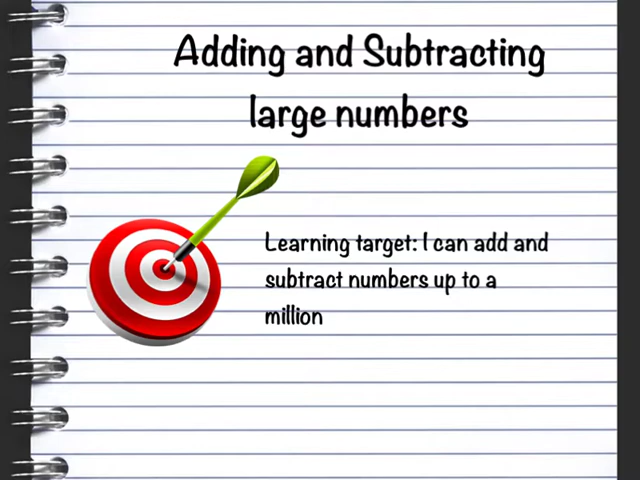 Adding and Subtracting
large numbers
Learning target: I can add and
subtract numbers up to a
million